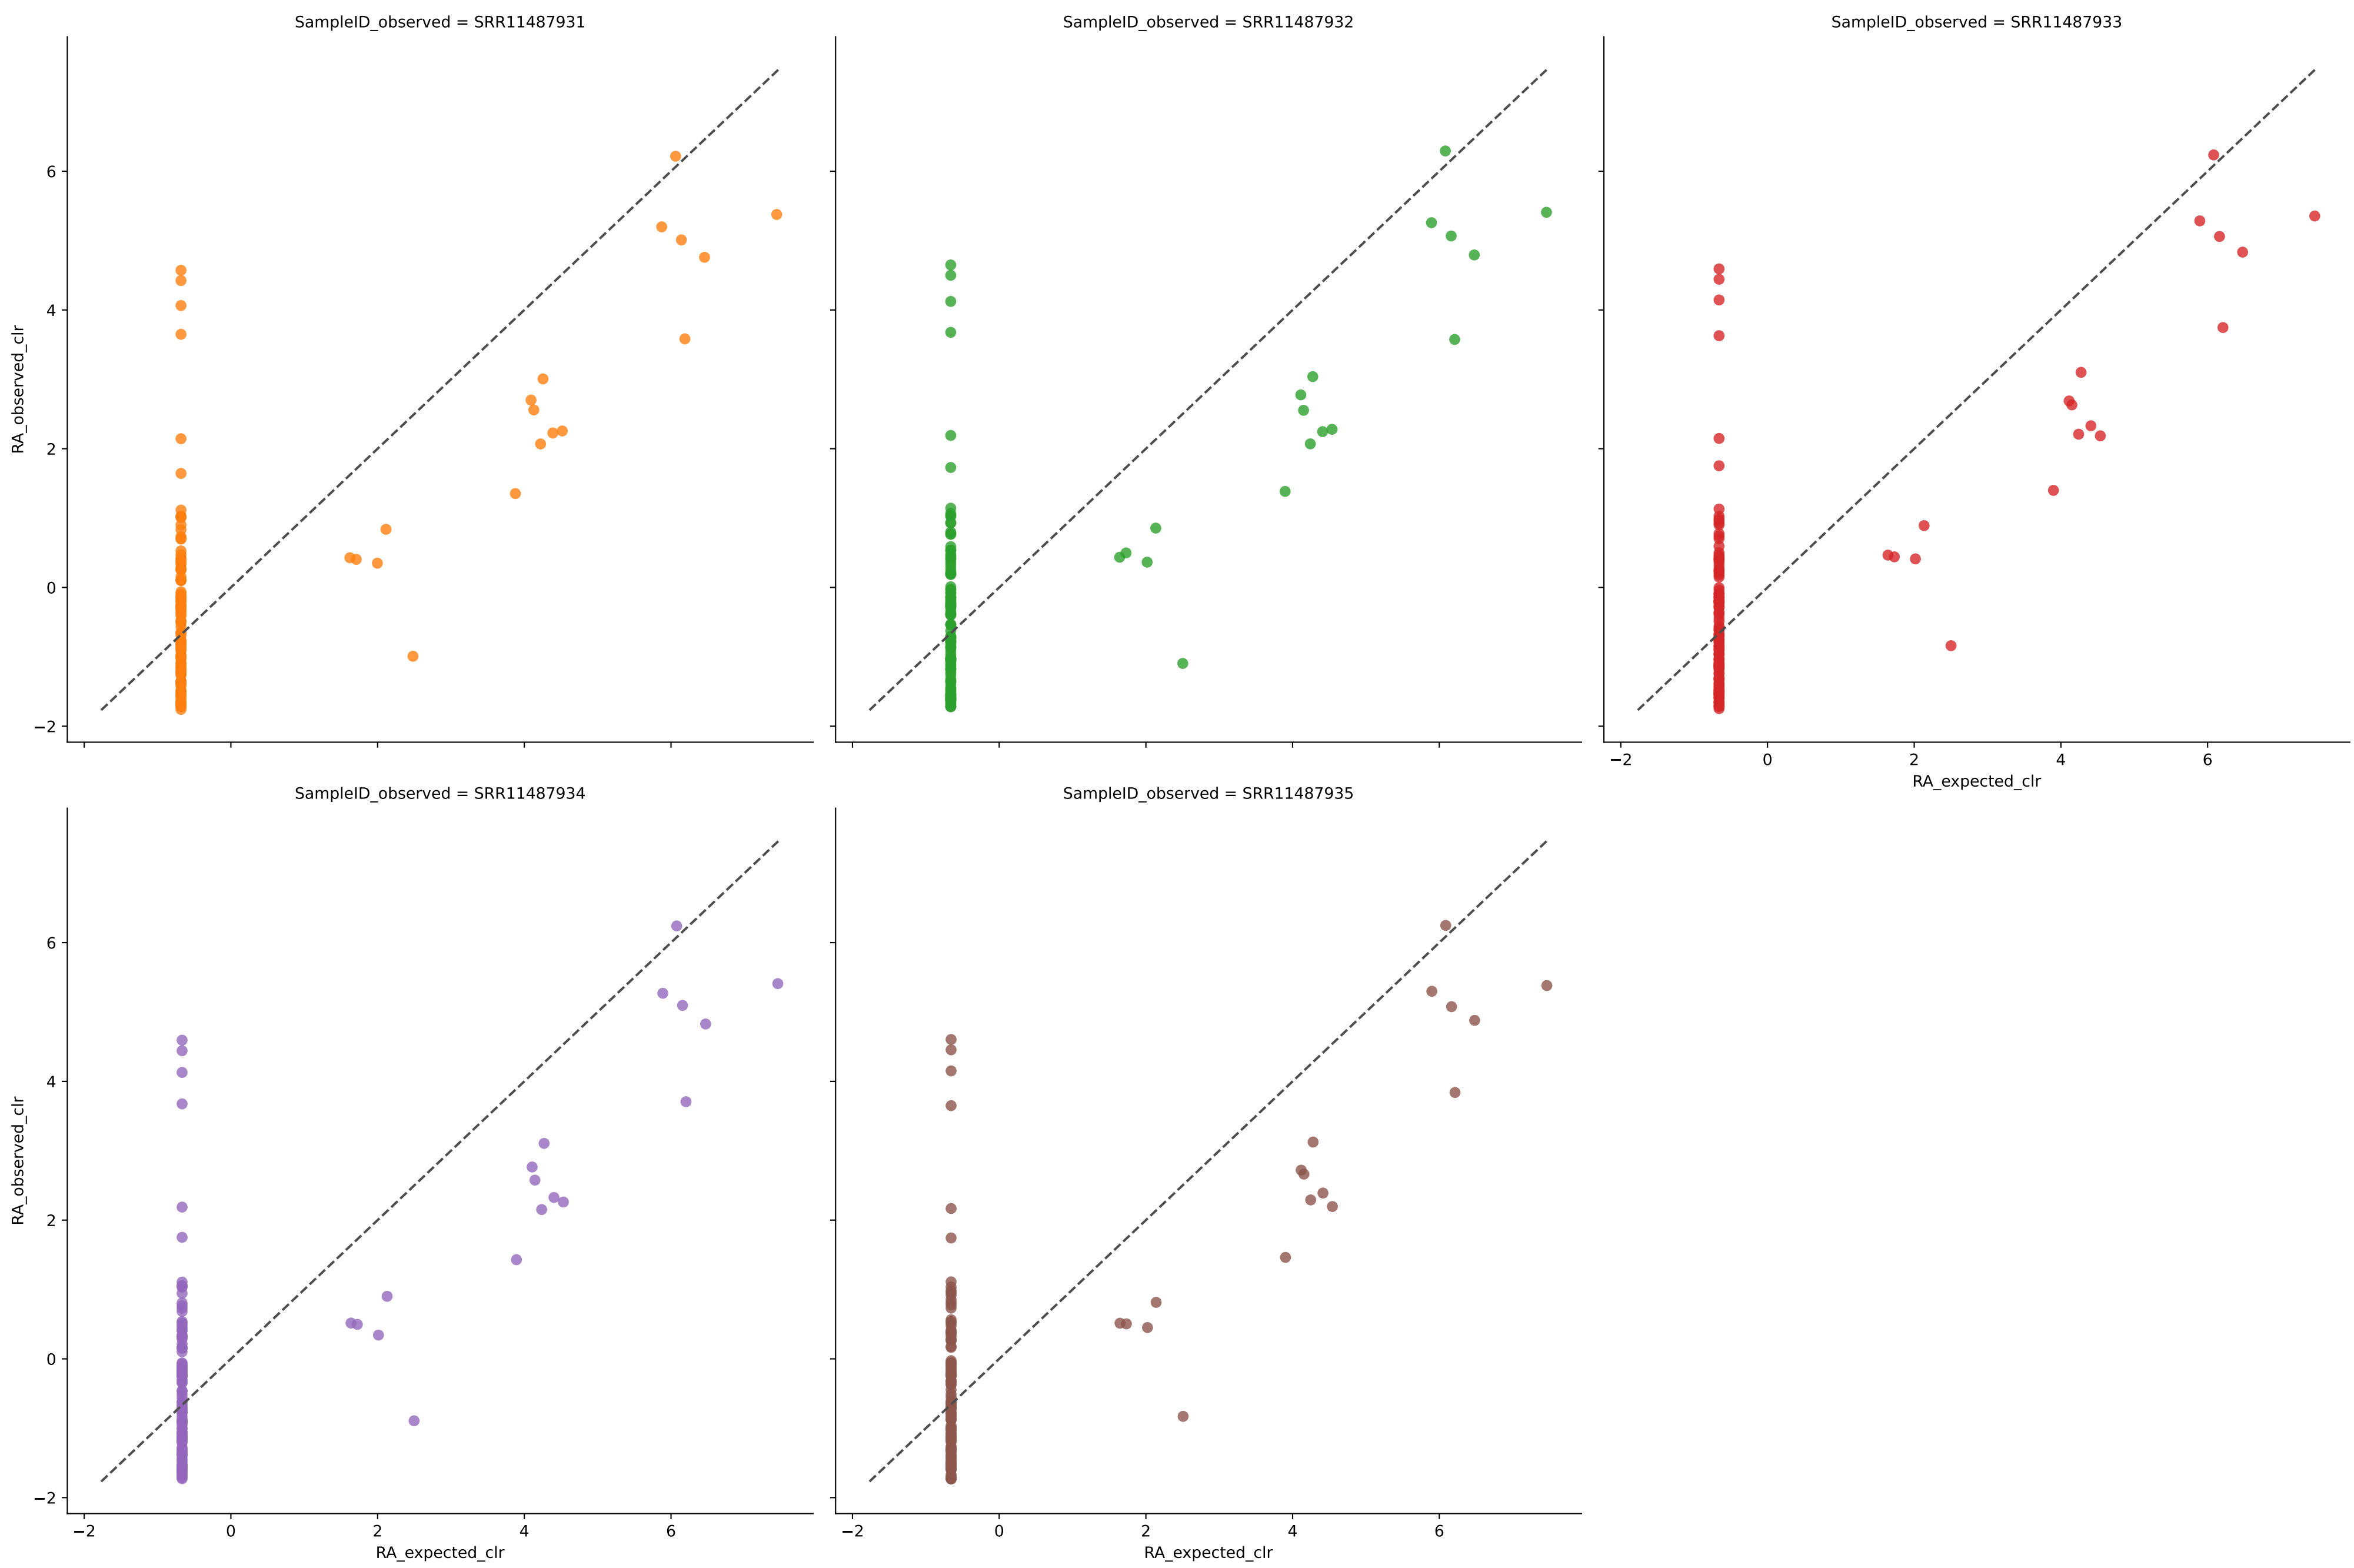 SampleID_observed = SRR11487931
SampleID_observed = SRR11487932
SampleID_observed = SRR11487933
RA_observed_clr
6
4
2
0
−2
−2
0
2
4
6
RA_expected_clr
SampleID_observed = SRR11487934
SampleID_observed = SRR11487935
RA_observed_clr
6
4
2
0
−2
−2
0
2
4
6
RA_expected_clr
−2
0
2
4
6
RA_expected_clr